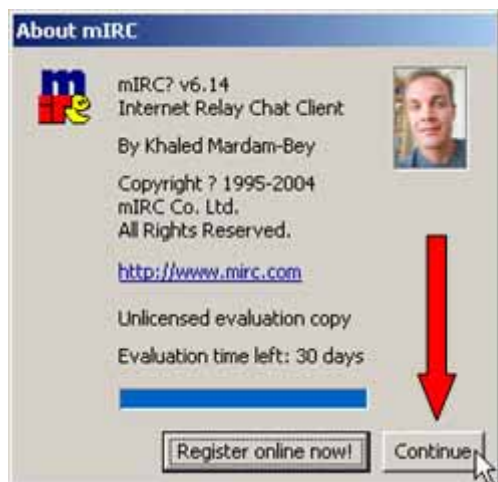 About mIRC
mIRC? v6.14
Internet Relay Chat Client
By Khaled Mardam-Bey
Copyright ? 1995-2004
mIRC Co. Ltd.
All Rights Reserved.
http://www.mirc.com
Unlicensed evaluation copy
Evaluation time left: 30 days
Register online now!
Continue